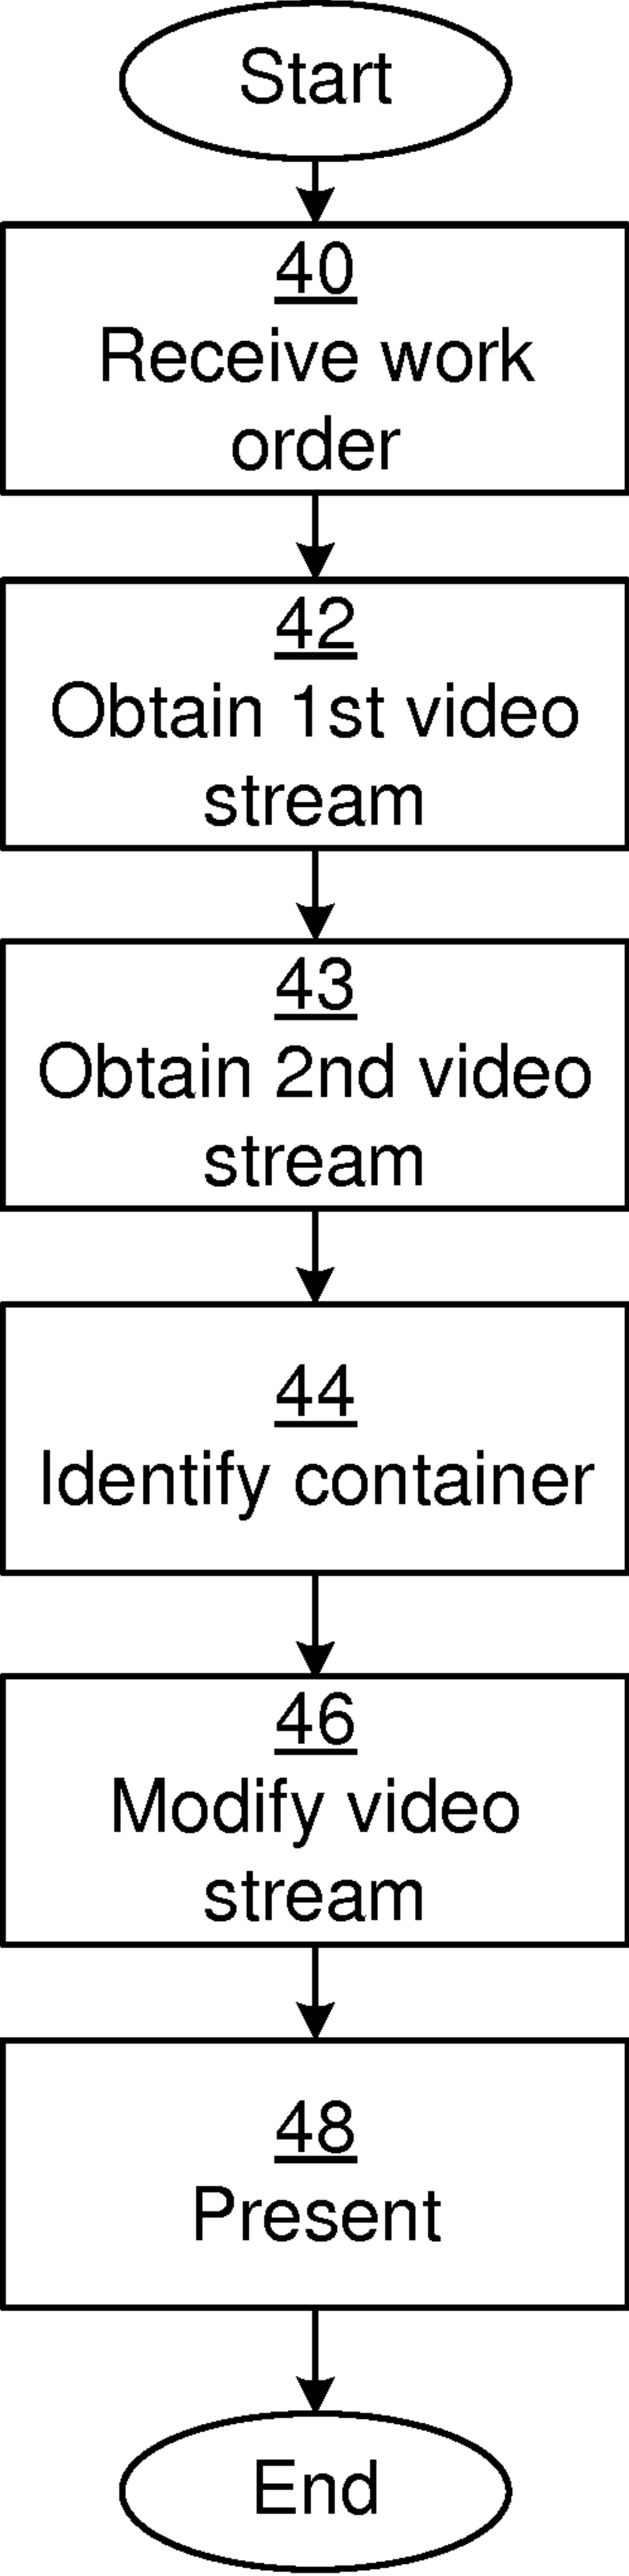 Start
40
Receive work
order
42
Obtain 1st video
stream
43
Obtain 2nd video
stream
44
Identify container
46
Modify video
stream
48
Present
End